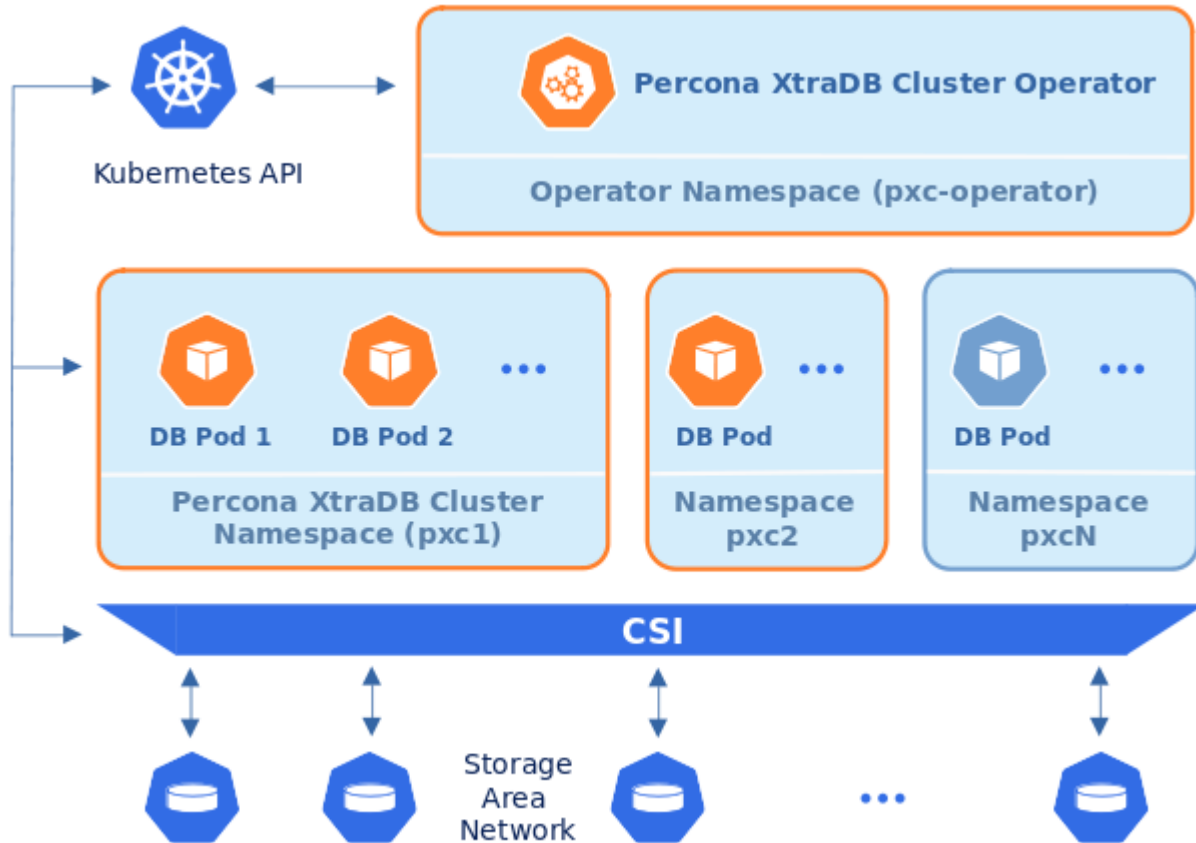 Percona XtraDB Cluster Operator
Kubernetes API
Operator Namespace (pxc-operator)
DB Pod 1
DB Pod 2
Percona XtraDB Cluster
Namespace (pxc1)
DB Pod
Namespace
pxc2
DB Pod
Namespace
pxcN
CSI
Storage
Area
Network